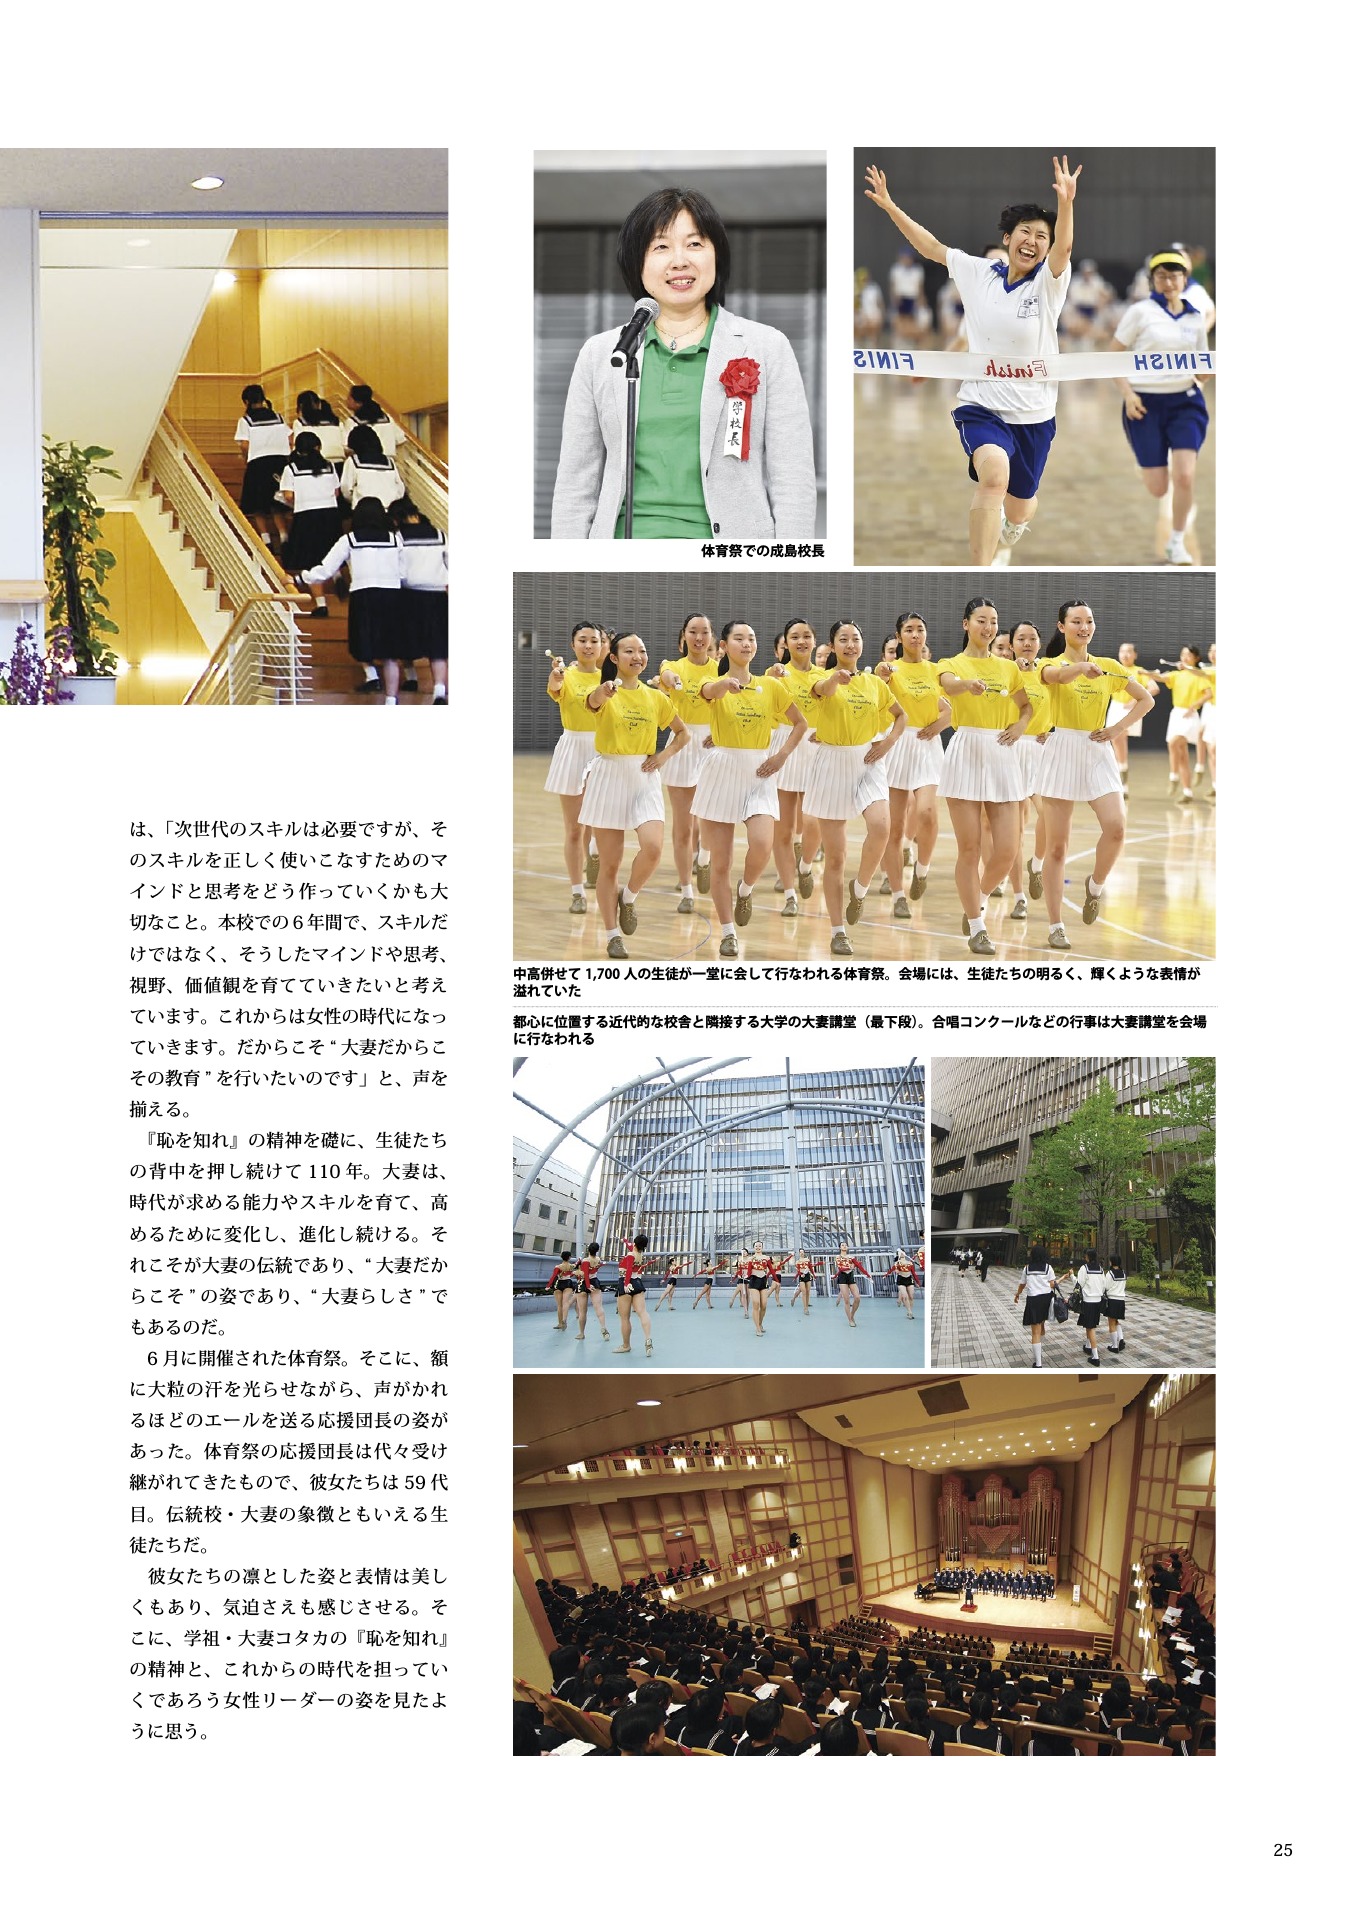 は、「次世代のスキルは必要ですが、そ
のスキルを正しく使いこなすためのマ
インドと思考をどう作っていくかも大
切なこと。本校での６年間で、スキルだ
けではなく、そうしたマインドや思考、
視野、価値観を育てていきたいと考え
ています。これからは女性の時代になっ
ていきます。だからこそ“大妻だからこ
その教育”を行いたいのです」と、声を
揃える。
『恥を知れ』の精神を礎に、生徒たち
の背中を押し続けて 110 年。大妻は、
時代が求める能力やスキルを育て、高
めるために変化し、進化し続ける。そ
れこそが大妻の伝統であり、“大妻だか
らこそ”の姿であり、“大妻らしさ”で
もあるのだ。
６月に開催された体育祭。そこに、額
に大粒の汗を光らせながら、声がかれ
るほどのエールを送る応援団長の姿が
あった。体育祭の応援団長は代々受け
継がれてきたもので、彼女たちは 59 代
目。伝統校・大妻の象徴ともいえる生
徒たちだ。
彼女たちの凛とした姿と表情は美し
くもあり、気迫さえも感じさせる。そ
こに、学祖・大妻コタカの『恥を知れ』
の精神と、これからの時代を担ってい
くであろう女性リーダーの姿を見たよ
うに思う。
学校長
体育祭での成島校長
FINISH
Finish
FINISH
中高併せて 1,700 人の生徒が一堂に会して行なわれる体育祭。会場には、生徒たちの明るく、輝くような表情が
溢れていた
都心に位置する近代的な校舎と隣接する大学の大妻講堂（最下段）。合唱コンクールなどの行事は大妻講堂を会場
に行なわれる
25